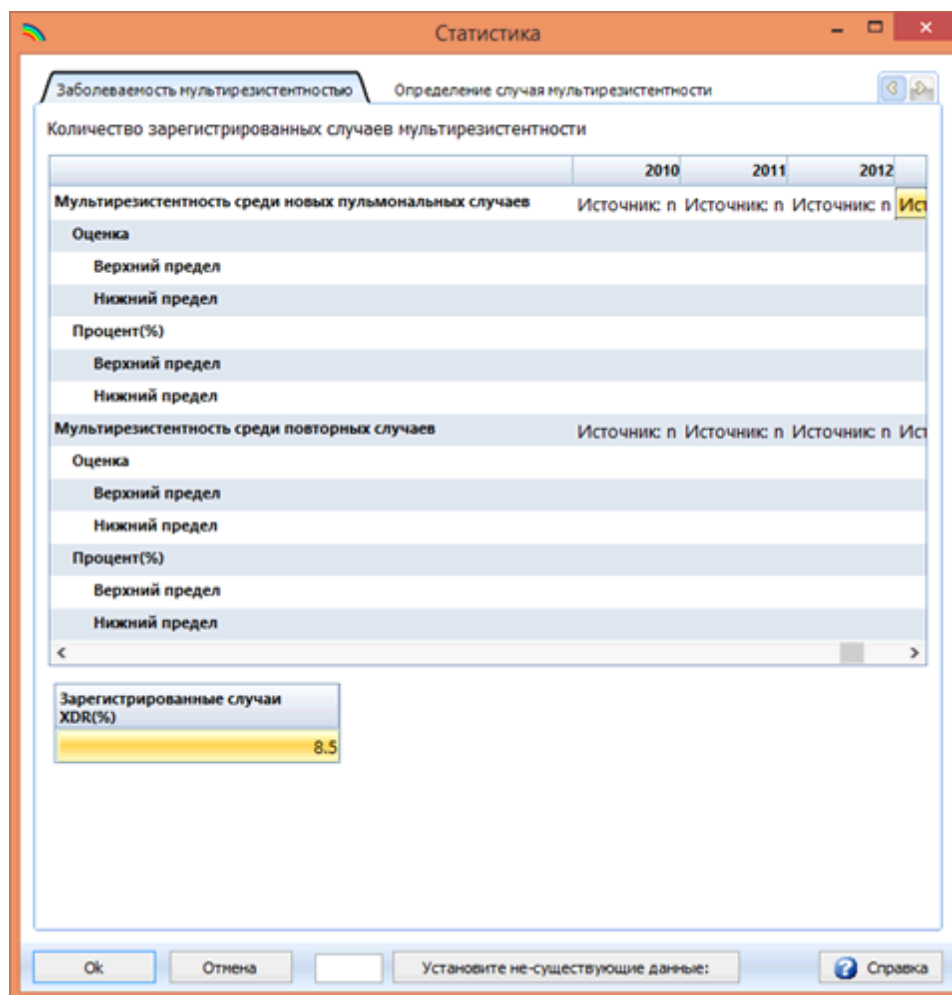 Статистика
Заболеваемость мультирезистентностью
Определение случая мультирезистентности
Количество зарегистрированных случаев мультирезистентности
2010 2011 2012
Мультирезистентность среди новых пульмональных случаев Источник: n Источник: n Источник: n Ист
Оценка
Верхний предел
Нижний предел
Процент(%)
Верхний предел
Нижний предел
Мультирезистентность среди повторных случаев Источник: n Источник: n Источник: n Ист
Оценка
Верхний предел
Нижний предел
Процент(%)
Верхний предел
Нижний предел
Зарегистрированные случаи
XDR(%)
8.5
Ok Отмена Установите не-существующие данные: Справка